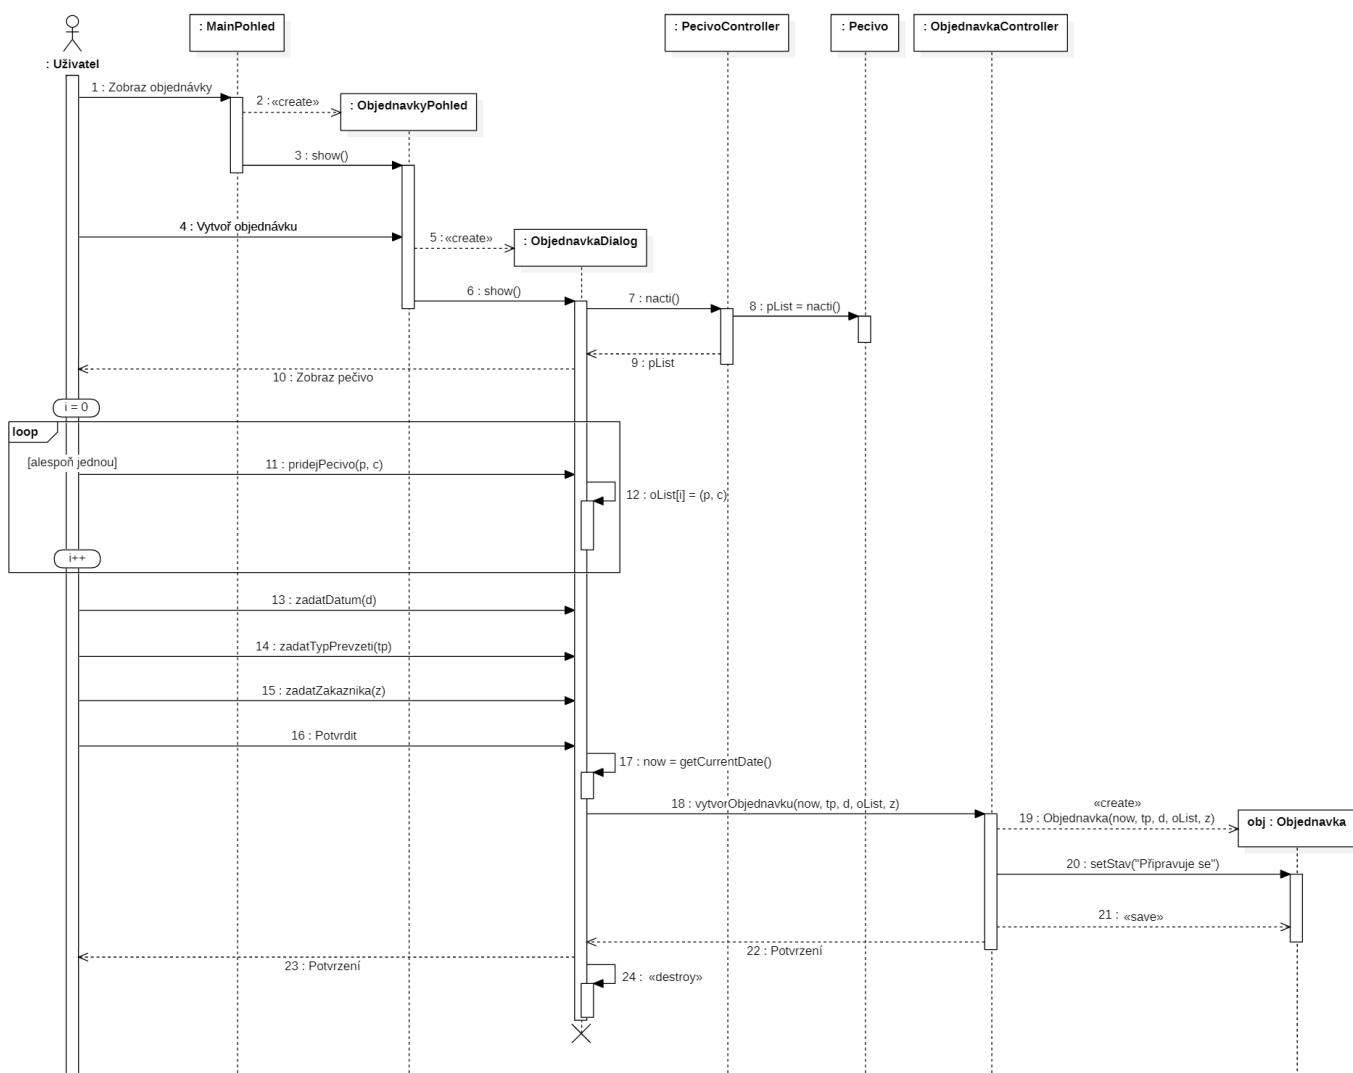 : MainPohled
: PecivoController
: Pecivo
: ObjednavkaController
: Uživatel
1 : Zobraz objednávky
2 : «create»
: ObjednavkyPohled
3 : show()
4 : Vytvoř objednávku
5 : «create»
: ObjednavkaDialog
6 : show()
7 : nacti()
8 : pList = nacti()
9 : pList
10 : Zobraz pečivo
i = 0
loop
[alespoň jednou]
11 : pridejPecivo(p, c)
12 : oList[i] = (p, c)
i++
13 : zadatDatum(d)
14 : zadatTypPrevzeti(tp)
15 : zadatZakaznika(z)
16 : Potvrdit
17 : now = getCurrentDate()
18 : vytvorObjednavku(now, tp, d, oList, z)
«create»
19 : Objednavka(now, tp, d, oList, z)
obj : Objednavka
20 : setStav("Připravuje se")
21 : «save»
22 : Potvrzení
23 : Potvrzení
24 : «destroy»